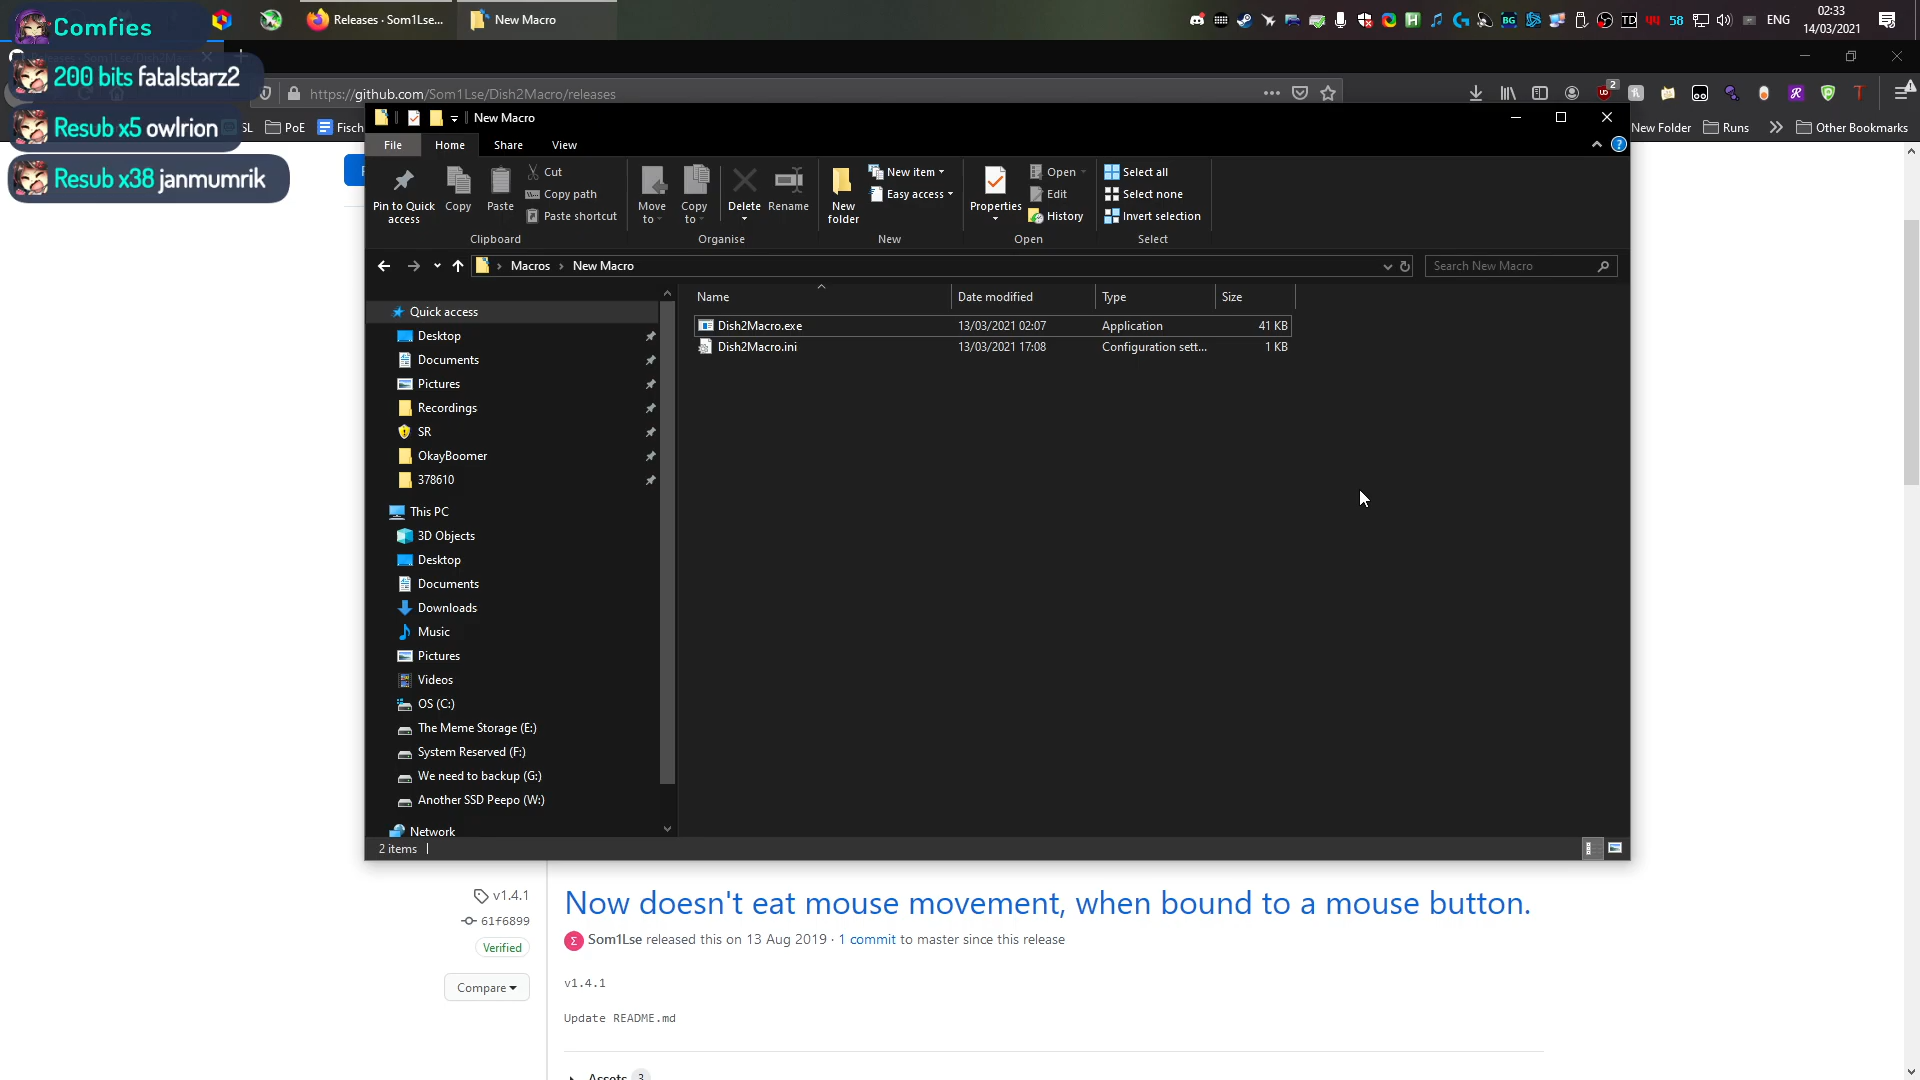 Comfies
200 bits fatalstarz2
Resub x5 owlrion
Resub x38 janmumrik
Releases · Som1Lse...
New Macro
ENG
02:33
14/03/2021
58
https://github.com/Som1Lse/Dish2Macro/releases
SL
PoE
Fisch
New Folder
Runs
Other Bookmarks
New Macro
File
Home
Share
View
Pin to Quick access
Copy
Paste
Cut
Copy path
Paste shortcut
Clipboard
Move to
Copy to
Delete
Rename
Organise
New folder
New item
Easy access
New
Properties
Open
Edit
History
Open
Select all
Select none
Invert selection
Select
Macros › New Macro
Search New Macro
Name
Date modified
Type
Size
Dish2Macro.exe 13/03/2021 02:07 Application 41 KB
Dish2Macro.ini 13/03/2021 17:08 Configuration sett... 1 KB
Quick access
Desktop
Documents
Pictures
Recordings
SR
OkayBoomer
378610
This PC
3D Objects
Desktop
Documents
Downloads
Music
Pictures
Videos
OS (C:)
The Meme Storage (E:)
System Reserved (F:)
We need to backup (G:)
Another SSD Peepo (W:)
Network
2 items
v1.4.1
61f6899
Verified
Compare
Now doesn't eat mouse movement, when bound to a mouse button.
Som1Lse released this on 13 Aug 2019 · 1 commit to master since this release
v1.4.1
Update README.md
Assets 3